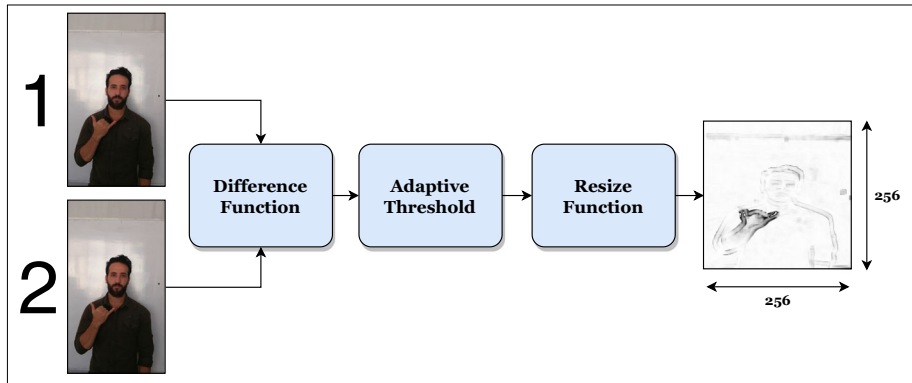 1
2
Difference
Function
Adaptive
Threshold
Resize
Function
256
256